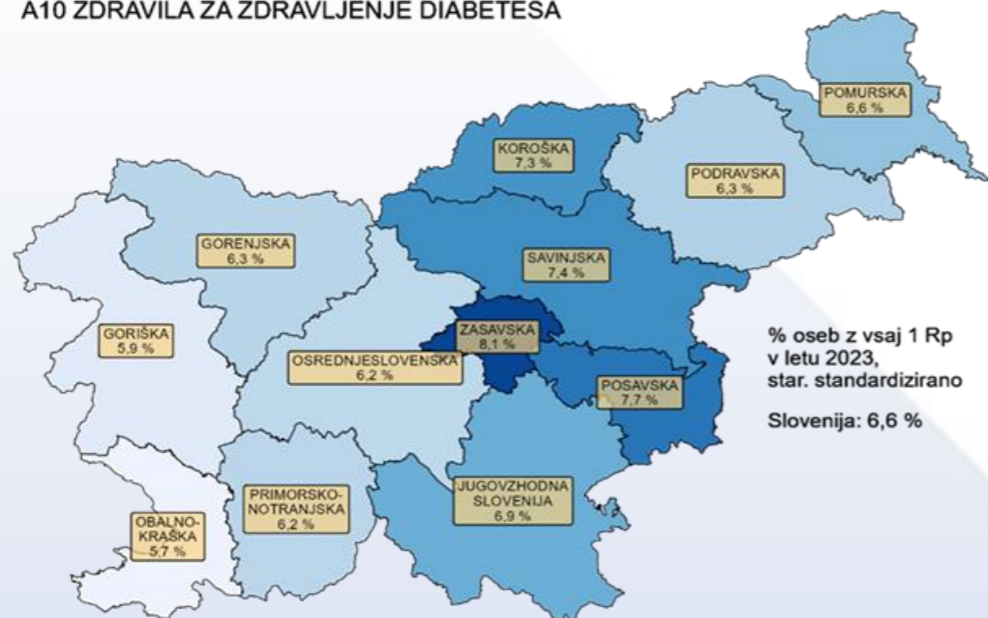 A10 ZDRAVILA ZA ZDRAVLJENJE DIABETESA
POMURSKA
6,6 %
KOROŠKA
7,3 %
PODRAVSKA
6,3 %
GORENJSKA
6,3 %
SAVINJSKA
7,4 %
GORIŠKA
5,9 %
ZASAVSKA
8,1 %
OSREDNJESLOVENSKA
6,2 %
POSAVSKA
7,7 %
% oseb z vsaj 1 Rp
v letu 2023,
star. standardizirano
Slovenija: 6,6 %
JUGOVZHODNA
SLOVENIJA
6,9 %
PRIMORSKO-
NOTRANJSKA
6,2 %
OBALNO-
KRAŠKA
5,7 %